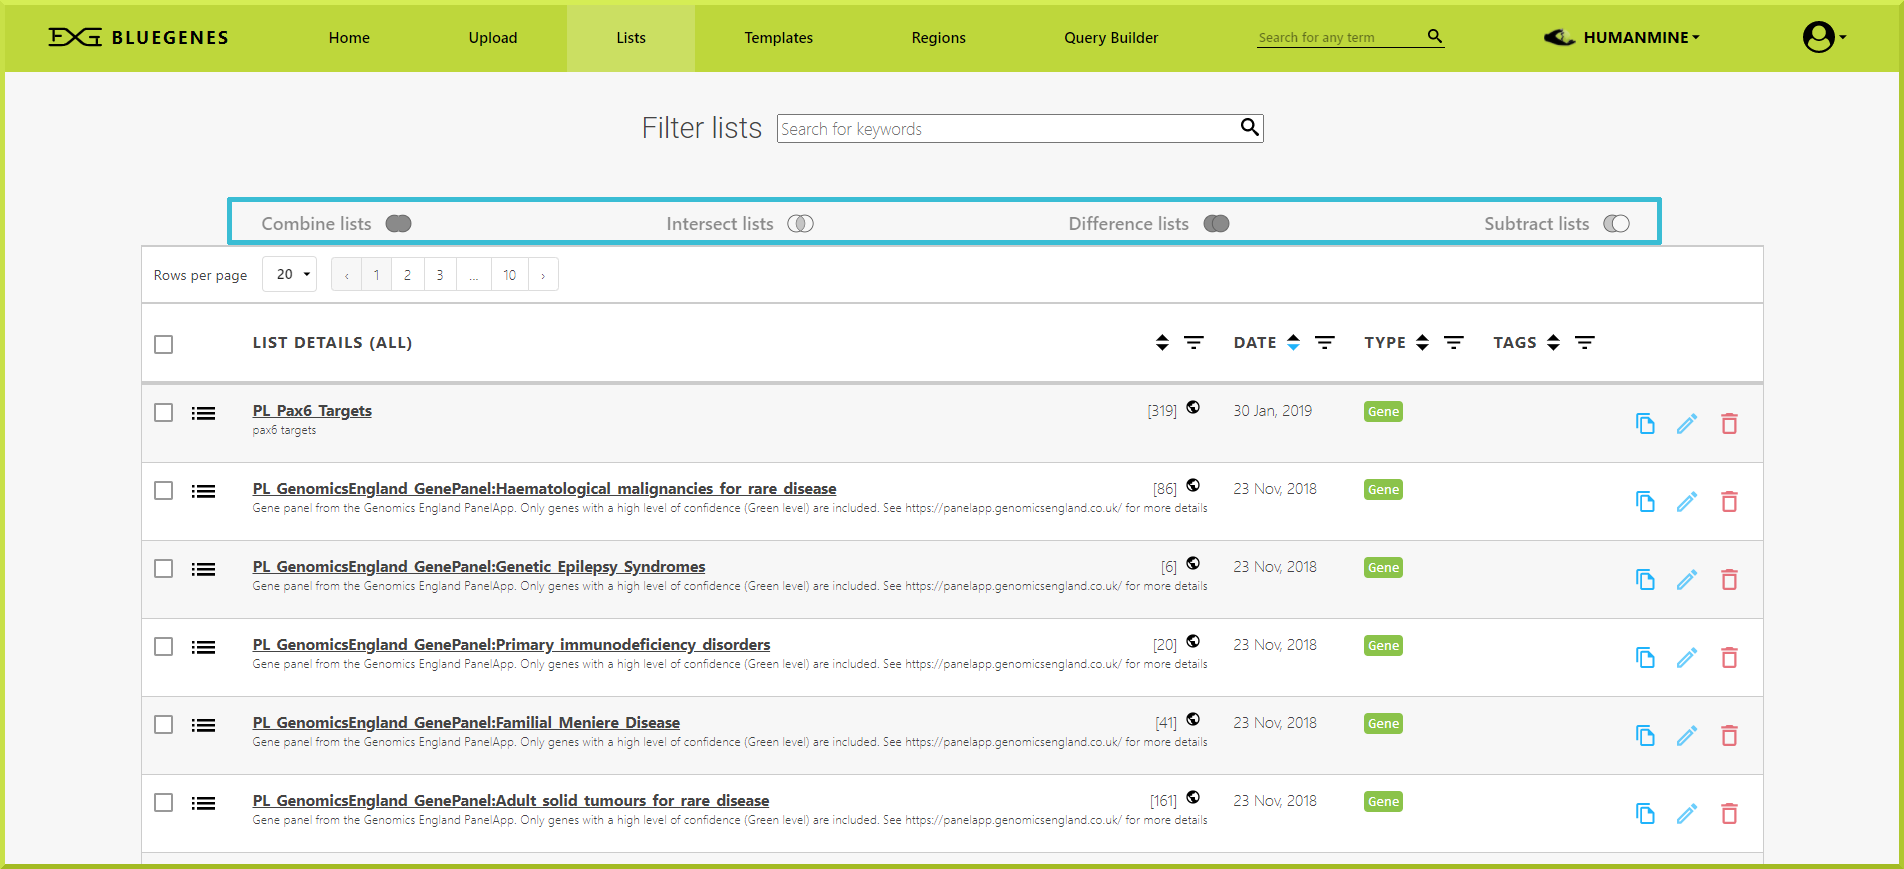 BLUEGENES Home Upload Lists Templates Regions Query Builder Search for any term HUMANMINE
Filter lists Search for keywords
Combine lists Intersect lists Difference lists Subtract lists
Rows per page 20 ‹ 1 2 3 ... 10 ›
LIST DETAILS (ALL) DATE TYPE TAGS
PL_Pax6_Targets [319] 30 Jan, 2019 Gene
pax6 targets
PL_GenomicsEngland_GenePanel:Haematological_malignancies_for_rare_disease [86] 23 Nov, 2018 Gene
Gene panel from the Genomics England PanelApp. Only genes with a high level of confidence (Green level) are included. See https://panelapp.genomicsengland.co.uk/ for more details
PL_GenomicsEngland_GenePanel:Genetic_Epilepsy_Syndromes [6] 23 Nov, 2018 Gene
Gene panel from the Genomics England PanelApp. Only genes with a high level of confidence (Green level) are included. See https://panelapp.genomicsengland.co.uk/ for more details
PL_GenomicsEngland_GenePanel:Primary_immunodeficiency_disorders [20] 23 Nov, 2018 Gene
Gene panel from the Genomics England PanelApp. Only genes with a high level of confidence (Green level) are included. See https://panelapp.genomicsengland.co.uk/ for more details
PL_GenomicsEngland_GenePanel:Familial_Meniere_Disease [41] 23 Nov, 2018 Gene
Gene panel from the Genomics England PanelApp. Only genes with a high level of confidence (Green level) are included. See https://panelapp.genomicsengland.co.uk/ for more details
PL_GenomicsEngland_GenePanel:Adult_solid_tumours_for_rare_disease [161] 23 Nov, 2018 Gene
Gene panel from the Genomics England PanelApp. Only genes with a high level of confidence (Green level) are included. See https://panelapp.genomicsengland.co.uk/ for more details